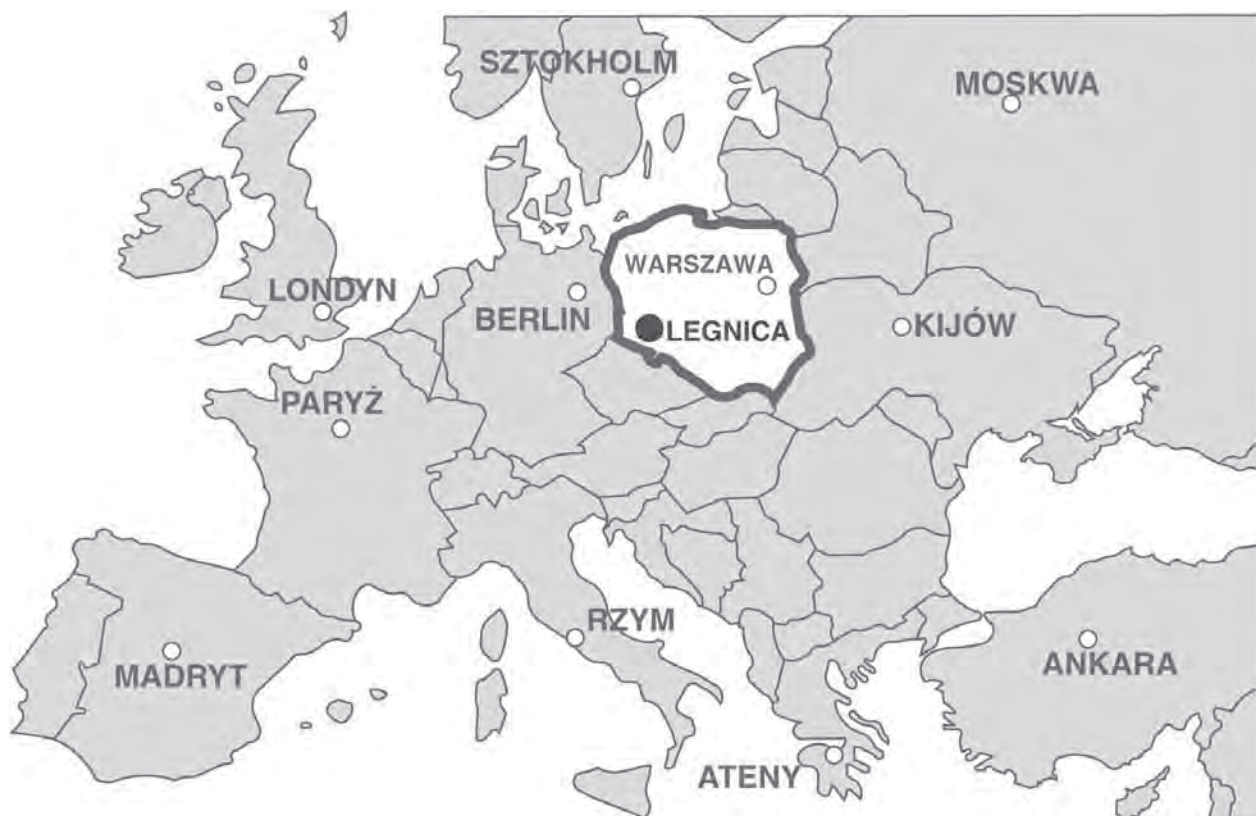 SZTOKHOLM
MOSKWA
WARSZAWA
LONDYN
BERLIN
LEGNICA
KIJÓW
PARYŻ
RZYM
MADRYT
ANKARA
ATENY